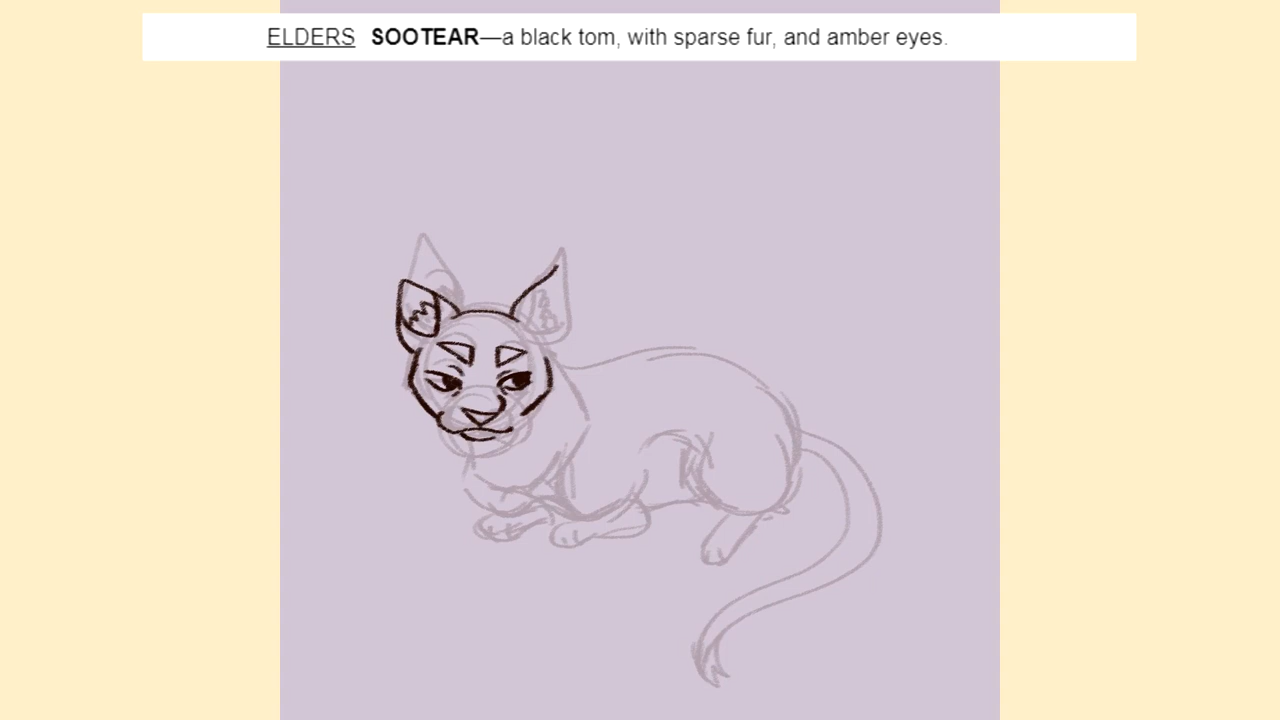 ELDERS SOOTEAR—a black tom, with sparse fur, and amber eyes.